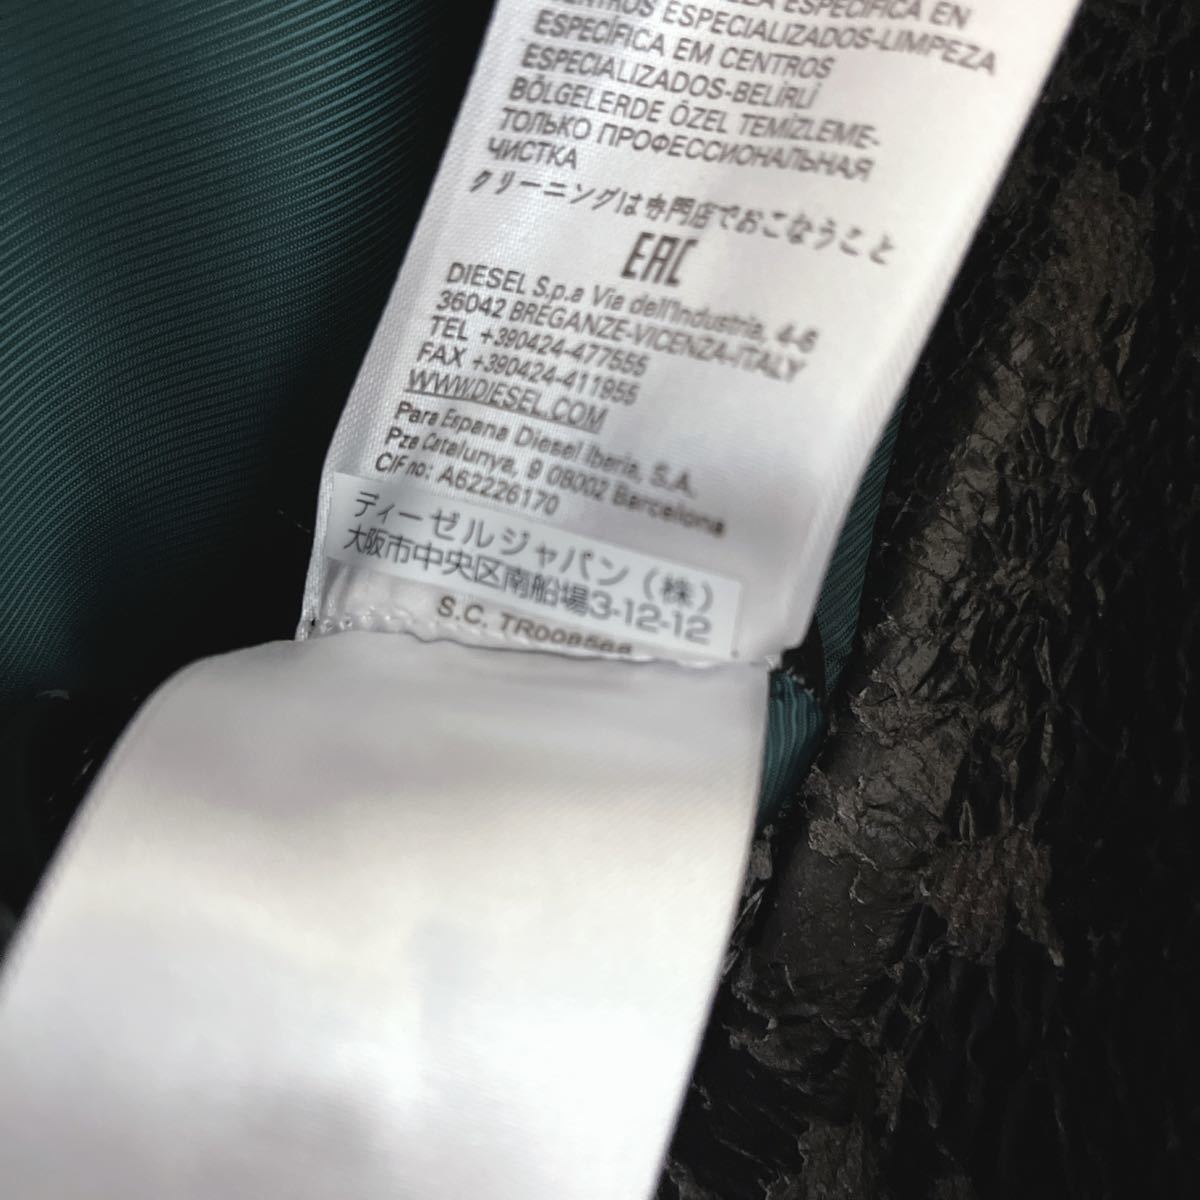 ESPECÍFICA EN
CENTROS ESPECIALIZADOS-LIMPEZA
ESPECÍFICA EM CENTROS
ESPECIALIZADOS-BELİRLİ
BÖLGELERDE ÖZEL TEMİZLEME-
ТОЛЬКО ПРОФЕССИОНАЛЬНАЯ
ЧИСТКА
クリーニングは専門店でおこなうこと
EAC
DIESEL S.p.a Via dell'Industria, 4-6
36042 BREGANZE-VICENZA-ITALY
TEL +390424-477555
FAX +390424-411955
WWW.DIESEL.COM
Para Espana Diesel Iberia, S.A.
Pza Catalunya, 9 08002 Barcelona
CIF no: A62226170
ディーゼルジャパン(株)
大阪市中央区南船場3-12-12
S.C.